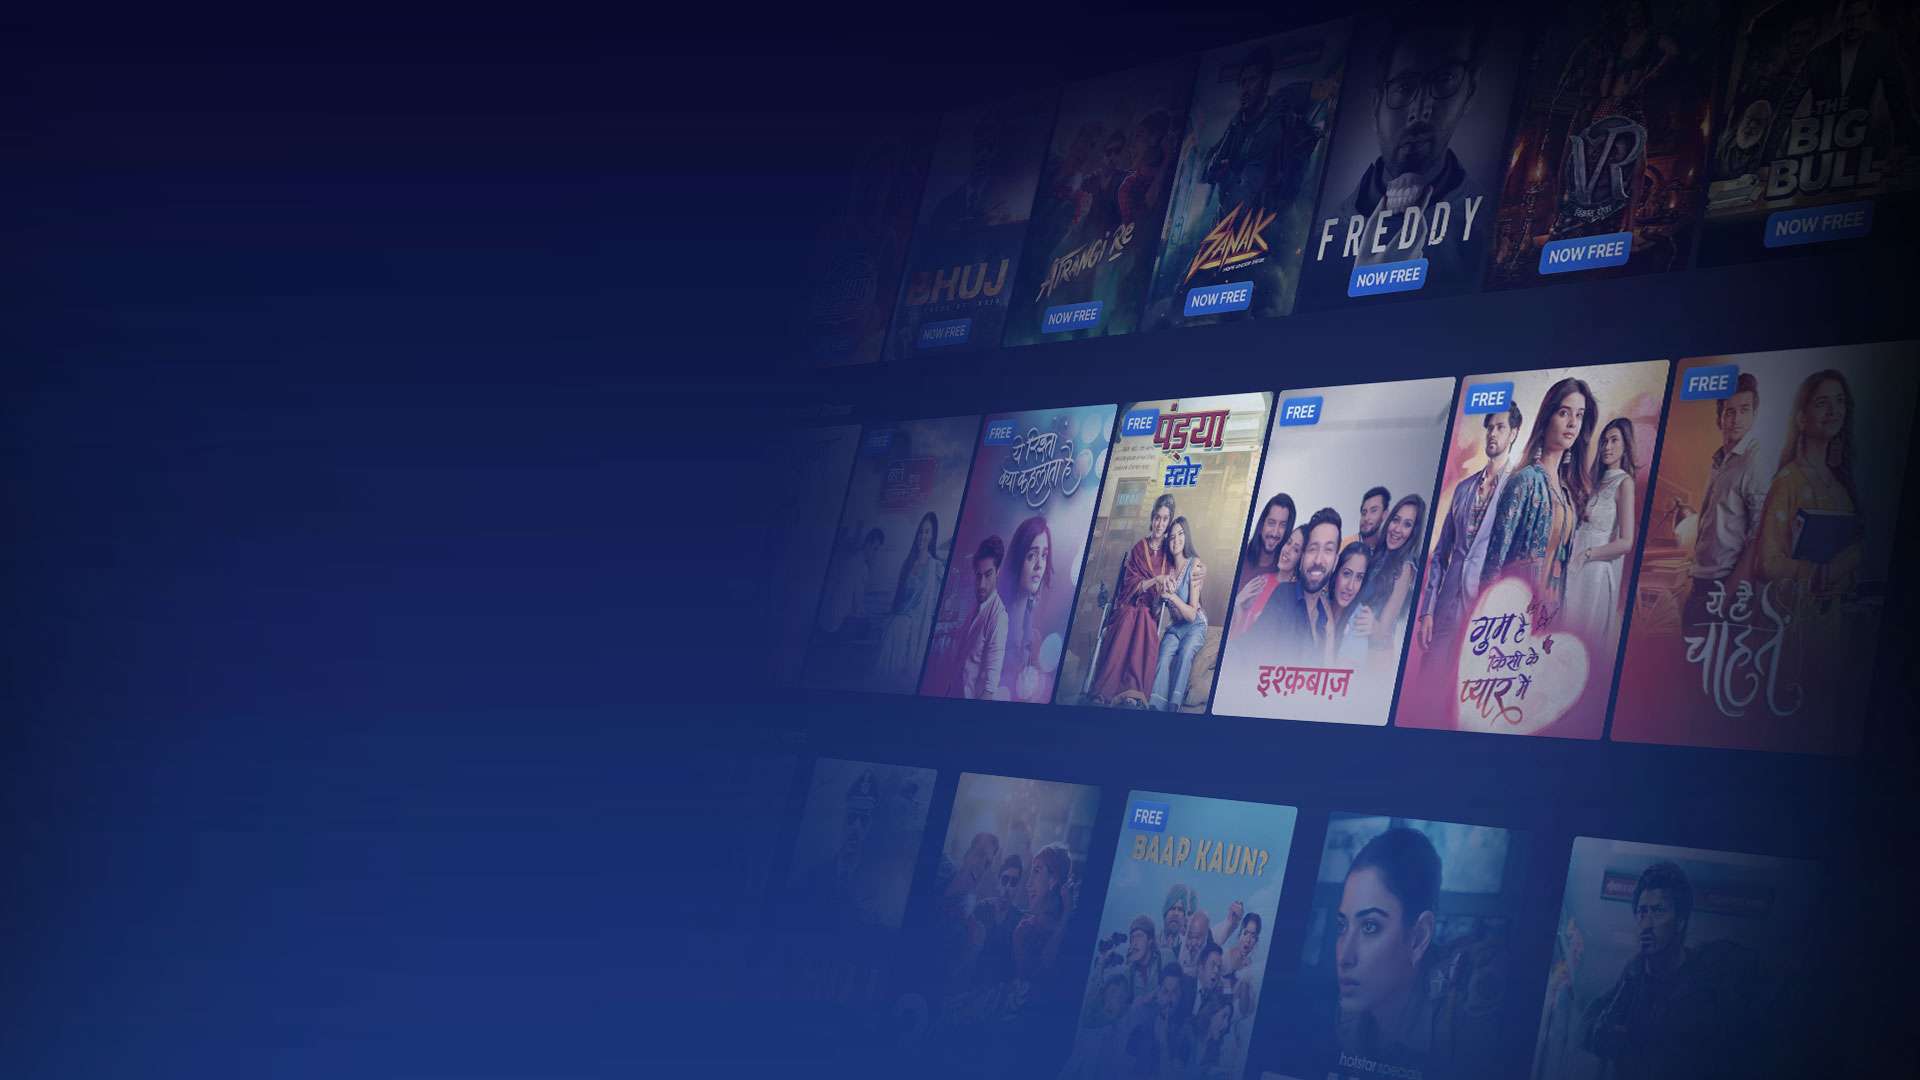 BHUJ
NOW FREE
ATRANGI Re
NOW FREE
SANAK
NOW FREE
FREDDY
NOW FREE
VR
विक्रांत रोणा
NOW FREE
THE
BIG
BULL
NOW FREE
FREE
FREE
ये रिश्ता
क्या कहलाता है
FREE
पंड्या
स्टोर
FREE
इश्क़बाज़
FREE
गुम है
किसी के
प्यार में
FREE
ये है
चाहतें
FREE
BAAP KAUN?
hotstar specials